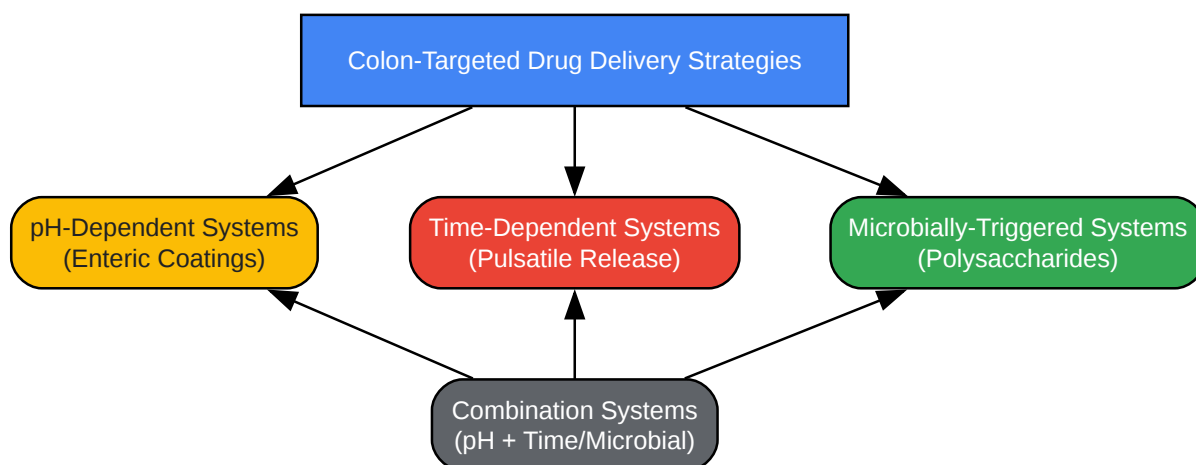 Colon-Targeted Drug Delivery Strategies
pH-Dependent Systems
(Enteric Coatings)
Time-Dependent Systems
(Pulsatile Release)
Microbially-Triggered Systems
(Polysaccharides)
Combination Systems
(pH + Time/Microbial)